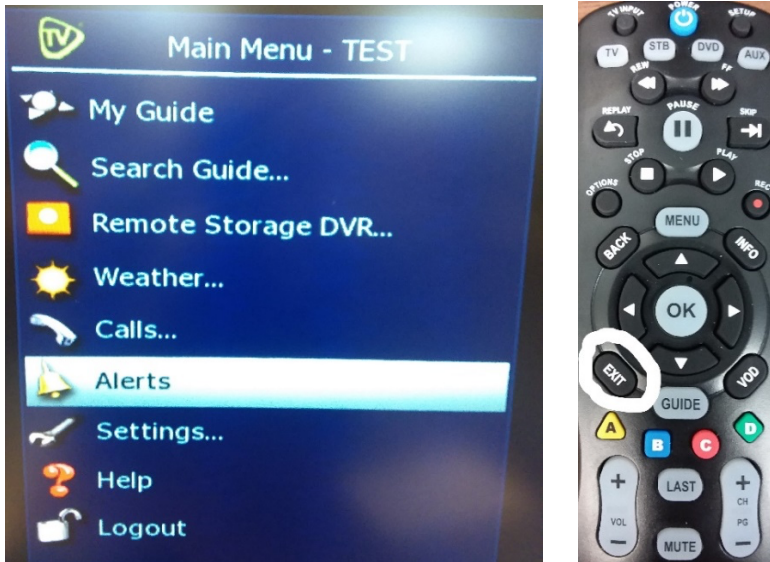 TV
Main Menu - TEST
My Guide
Search Guide...
Remote Storage DVR...
Weather...
Calls...
Alerts
Settings...
Help
Logout
TV INPUT
POWER
SETUP
TV
STB
DVD
AUX
REW
FF
REPLAY
PAUSE
SKIP
STOP
PLAY
OPTIONS
REC
MENU
BACK
INFO
OK
EXIT
VOD
GUIDE
A
B
C
D
+
VOL
−
LAST
MUTE
+
CH
PG
−